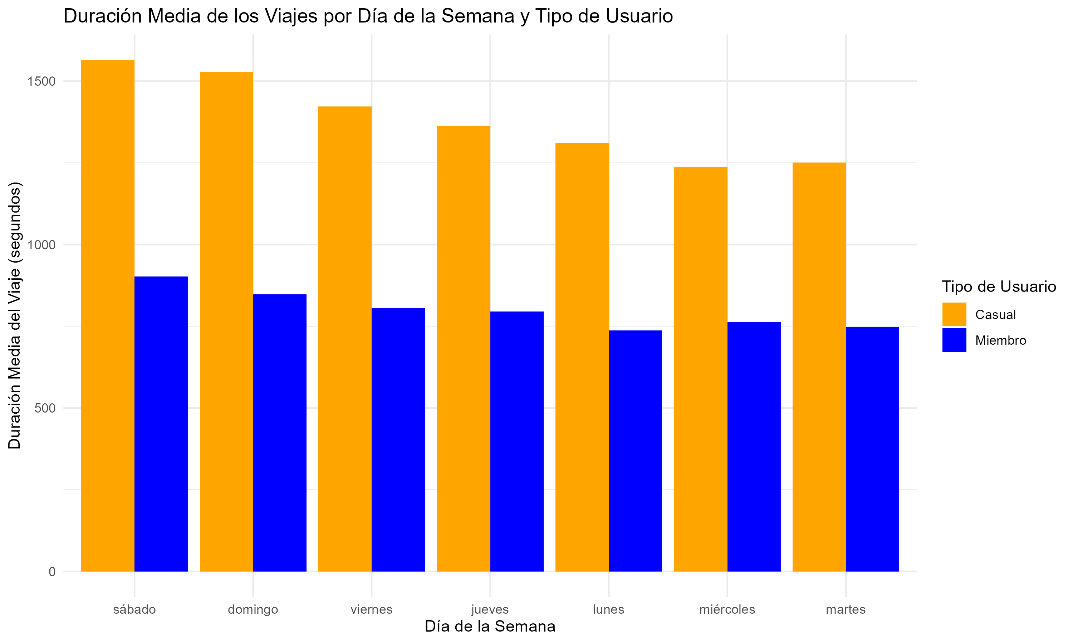 Duración Media de los Viajes por Día de la Semana y Tipo de Usuario
Duración Media del Viaje (segundos)
1500
1000
500
0
sábado domingo viernes jueves lunes miércoles martes
Día de la Semana
Tipo de Usuario
Casual
Miembro